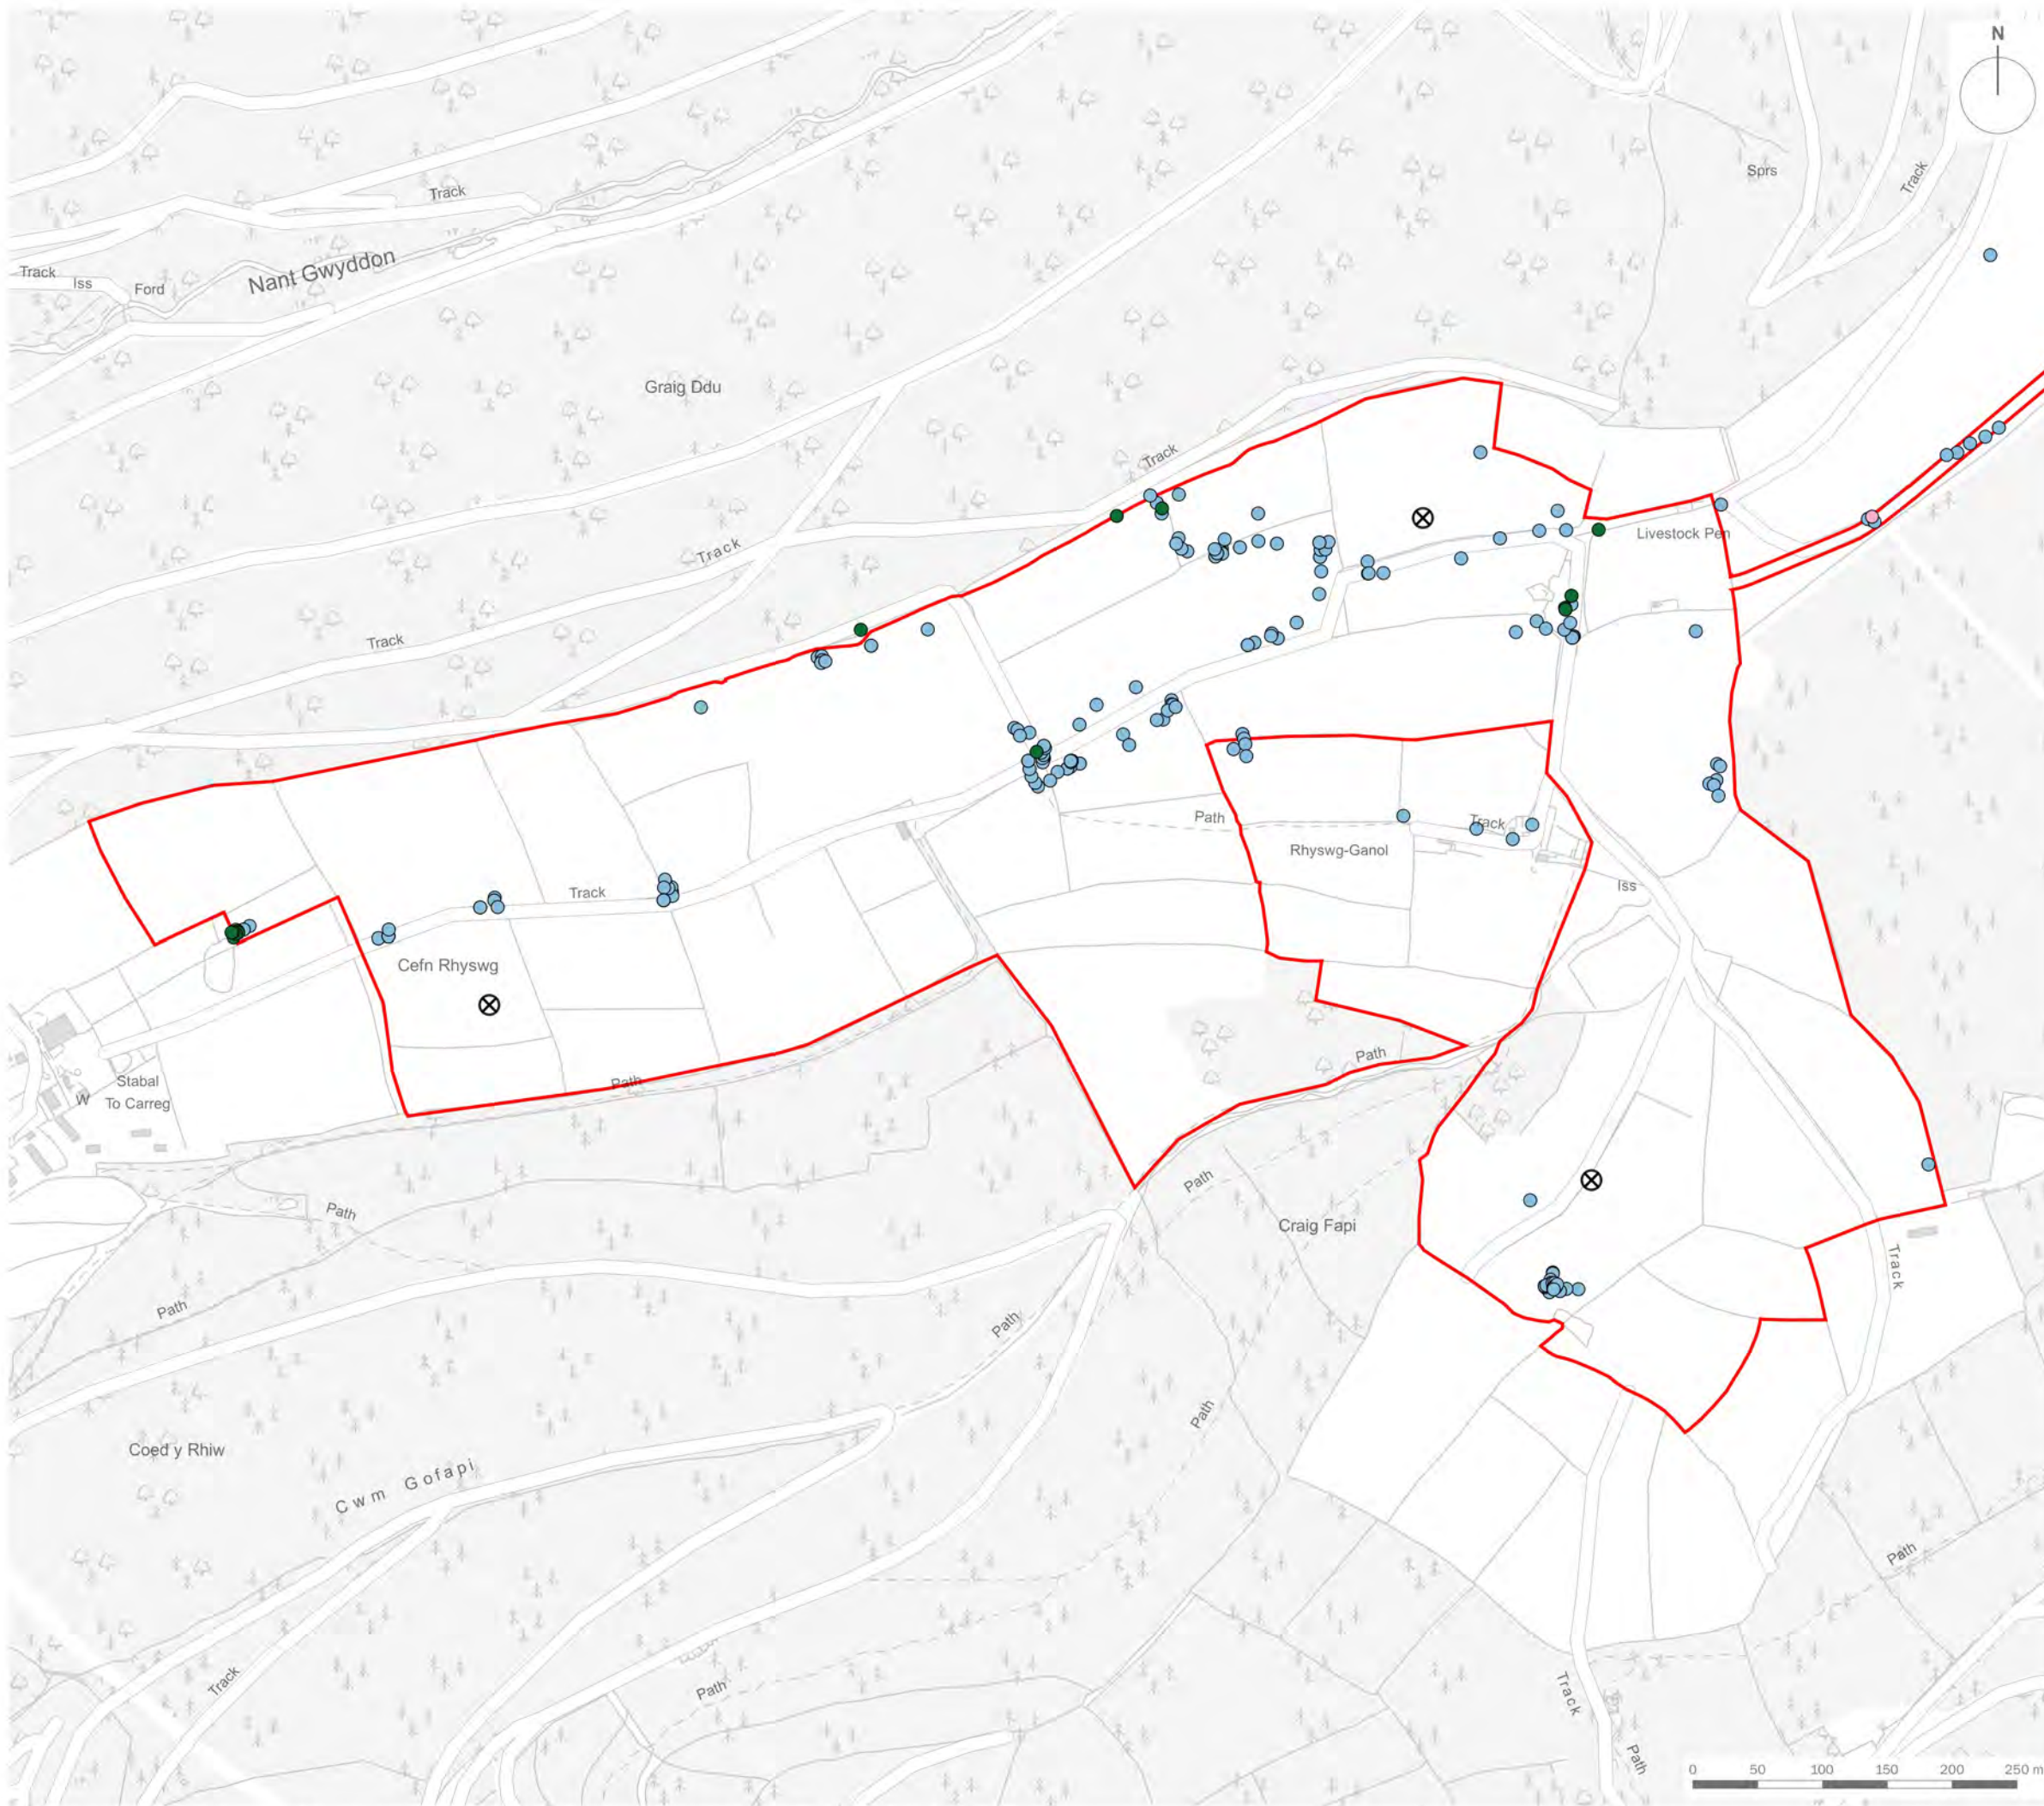 N
Sprs
Track
Track
Nant Gwyddon
Track
Iss
Ford
Graig Ddu
Track
Livestock Pen
Track
Track
Path
Track
Rhyswg-Ganol
Iss
Track
Cefn Rhyswg
Path
Stabal
To Carreg
W
Path
Path
Path
Craig Fapi
Track
Path
Path
Path
Coed y Rhiw
Cwm Gofapi
Path
Track
Path
Track
Path
0 50 100 150 200 250 m